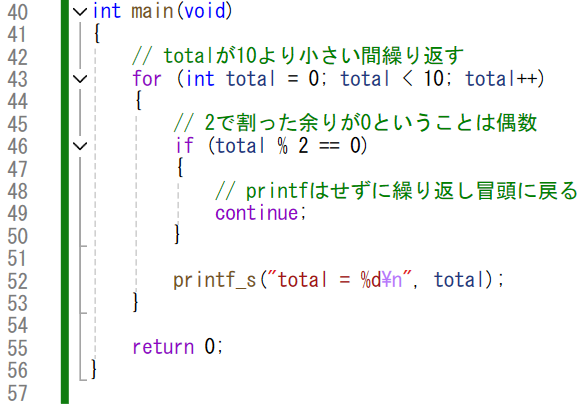 40 int main(void)
41 {
42 // totalが10より小さい間繰り返す
43 for (int total = 0; total < 10; total++)
44 {
45 // 2で割った余りが0ということは偶数
46 if (total % 2 == 0)
47 {
48 // printfはせずに繰り返し冒頭に戻る
49 continue;
50 }
51
52 printf_s("total = %d¥n", total);
53 }
54
55 return 0;
56 }
57